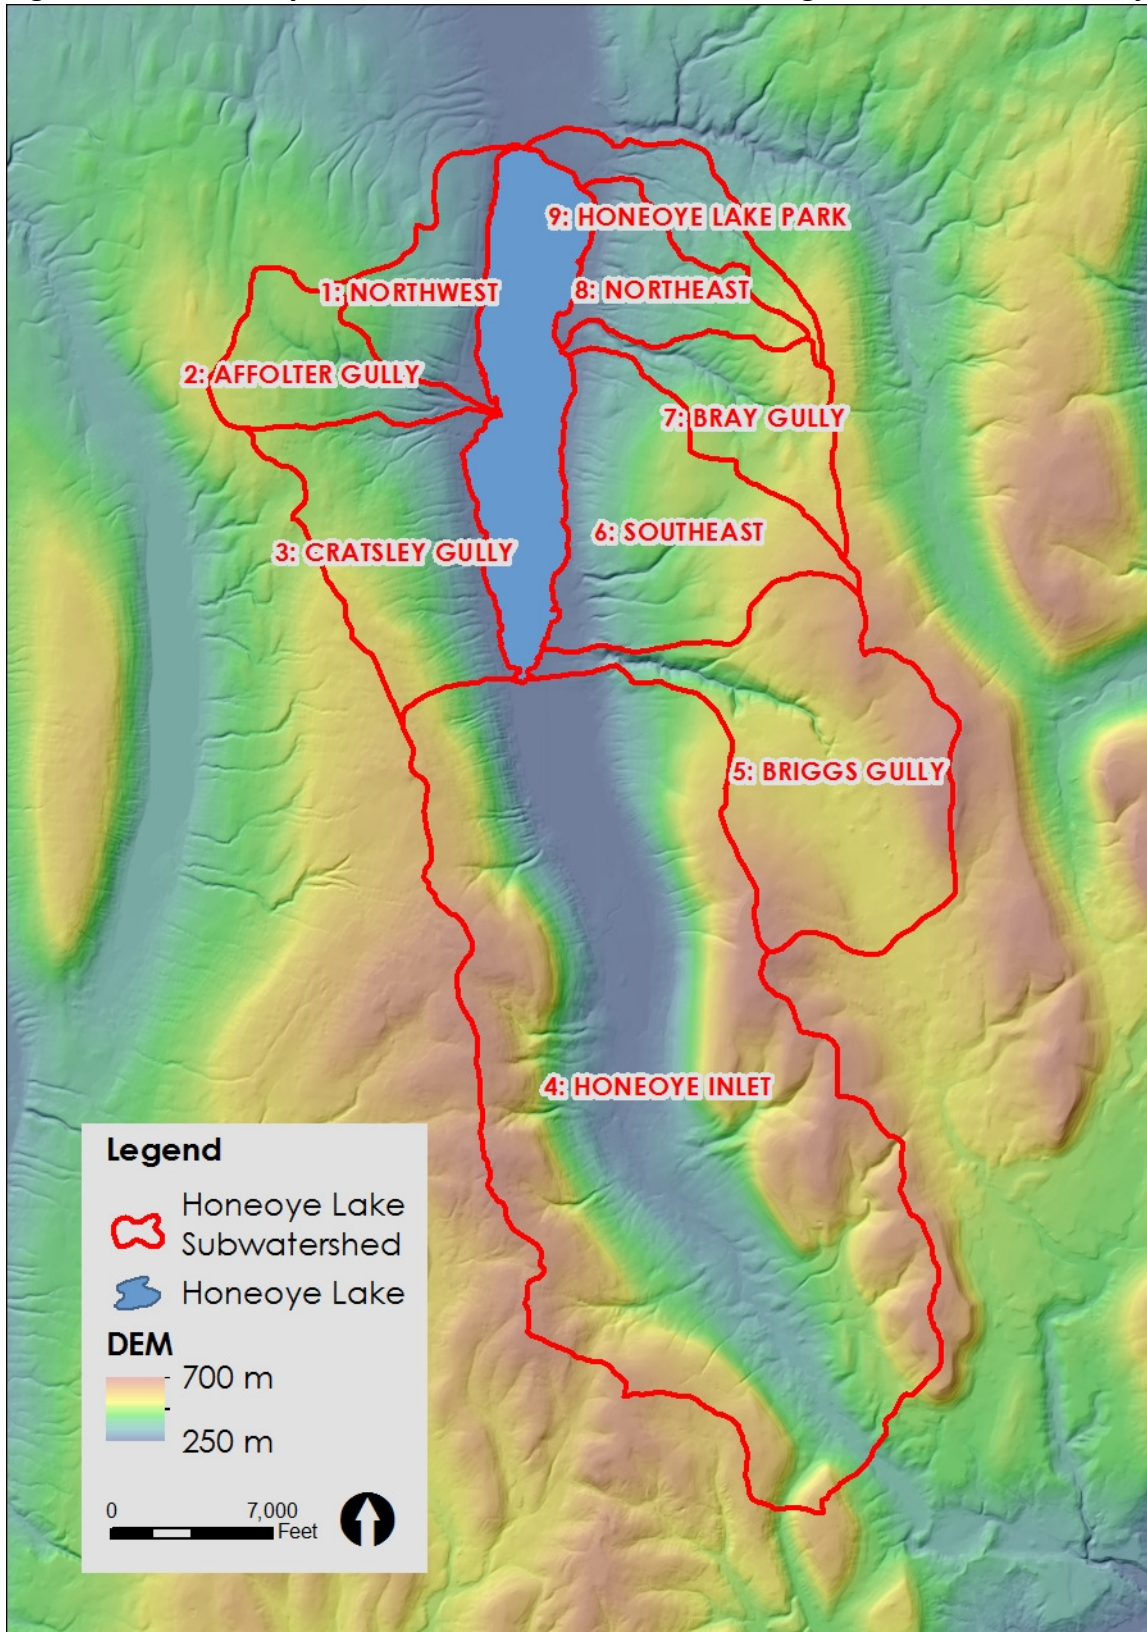 9: HONEOYE LAKE PARK
1: NORTHWEST
8: NORTHEAST
2: AFFOLTER GULLY
7: BRAY GULLY
6: SOUTHEAST
3: CRATSLEY GULLY
5: BRIGGS GULLY
4: HONEOYE INLET
Legend
Honeoye Lake
Subwatershed
Honeoye Lake
DEM
700 m
250 m
0 7,000
Feet